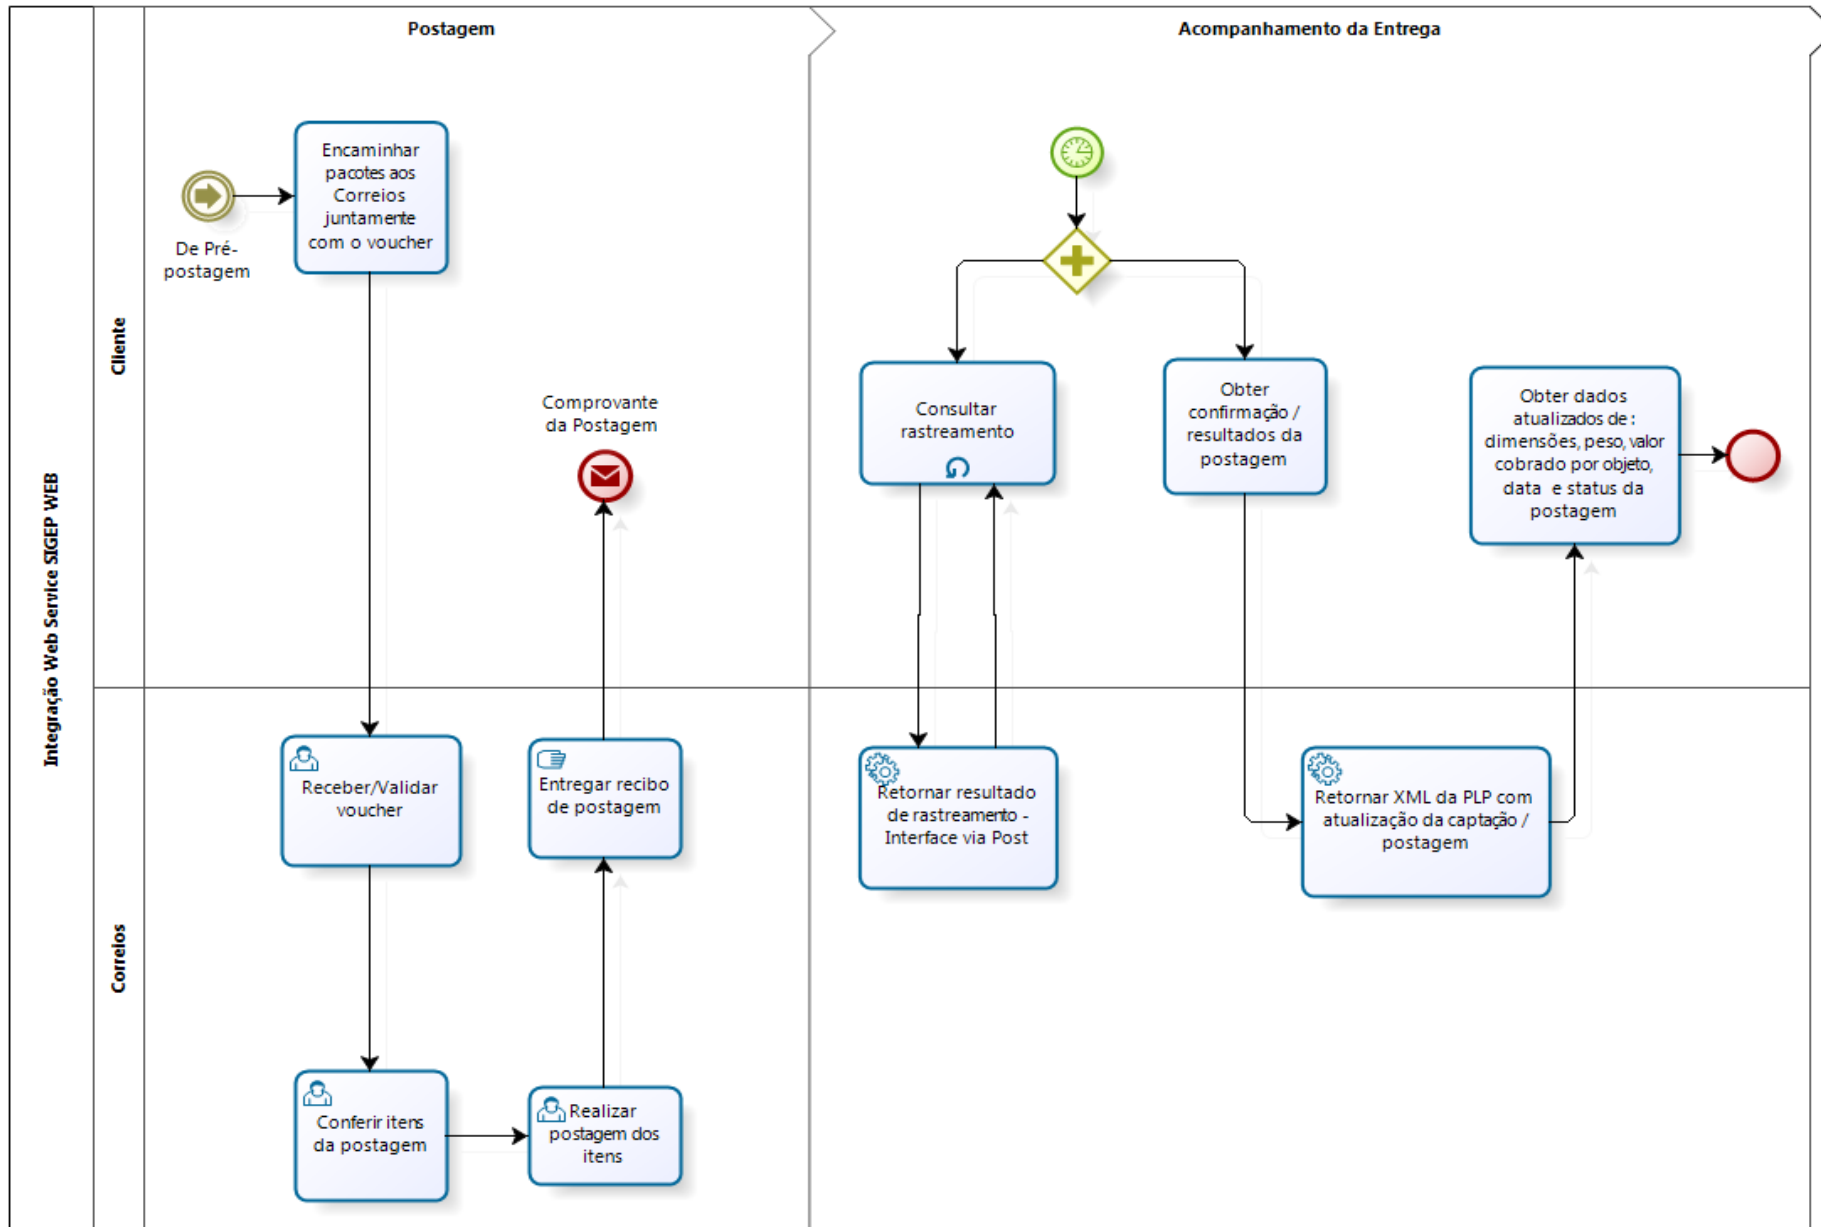 Postagem
Acompanhamento da Entrega
Integração Web Service SIGEP WEB
Cliente
Correios
De Pré-
postagem
Encaminhar
pacotes aos
Correios
juntamente
com o voucher
Comprovante
da Postagem
Receber/Validar
voucher
Entregar recibo
de postagem
Conferir itens
da postagem
Realizar
postagem dos
itens
Consultar
rastreamento
Obter
confirmação /
resultados da
postagem
Obter dados
atualizados de :
dimensões, peso, valor
cobrado por objeto,
data e status da
postagem
Retornar resultado
de rastreamento -
Interface via Post
Retornar XML da PLP com
atualização da captação /
postagem